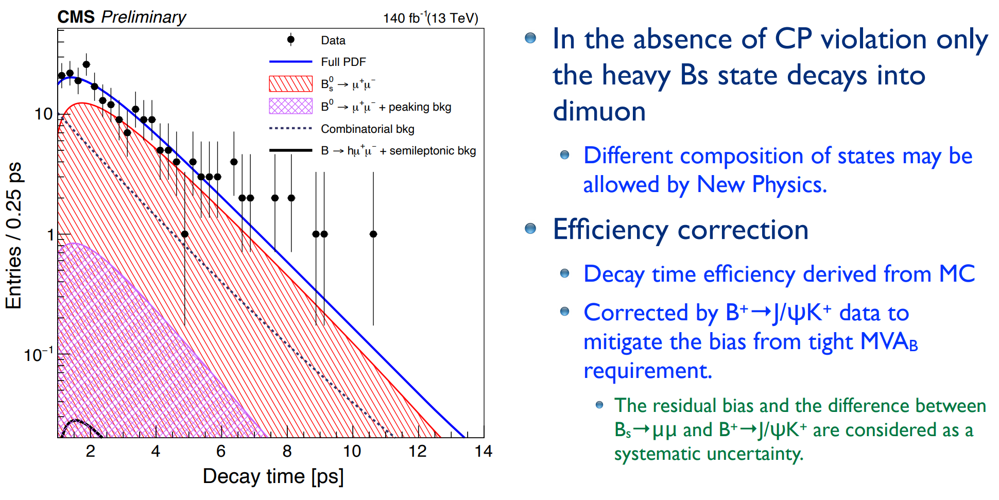 CMS Preliminary
140 fb⁻¹(13 TeV)
Data
Full PDF
B⁰ₛ → μ⁺μ⁻
B⁰ → μ⁺μ⁻ + peaking bkg
Combinatorial bkg
B → hμ⁺μ⁻ + semileptonic bkg
Entries / 0.25 ps
10
1
10⁻¹
2 4 6 8 10 12 14
Decay time [ps]
In the absence of CP violation only
the heavy Bs state decays into
dimuon
Different composition of states may be
allowed by New Physics.
Efficiency correction
Decay time efficiency derived from MC
Corrected by B⁺→J/ψK⁺ data to
mitigate the bias from tight MVA_B
requirement.
The residual bias and the difference between
Bₛ→μμ and B⁺→J/ψK⁺ are considered as a
systematic uncertainty.